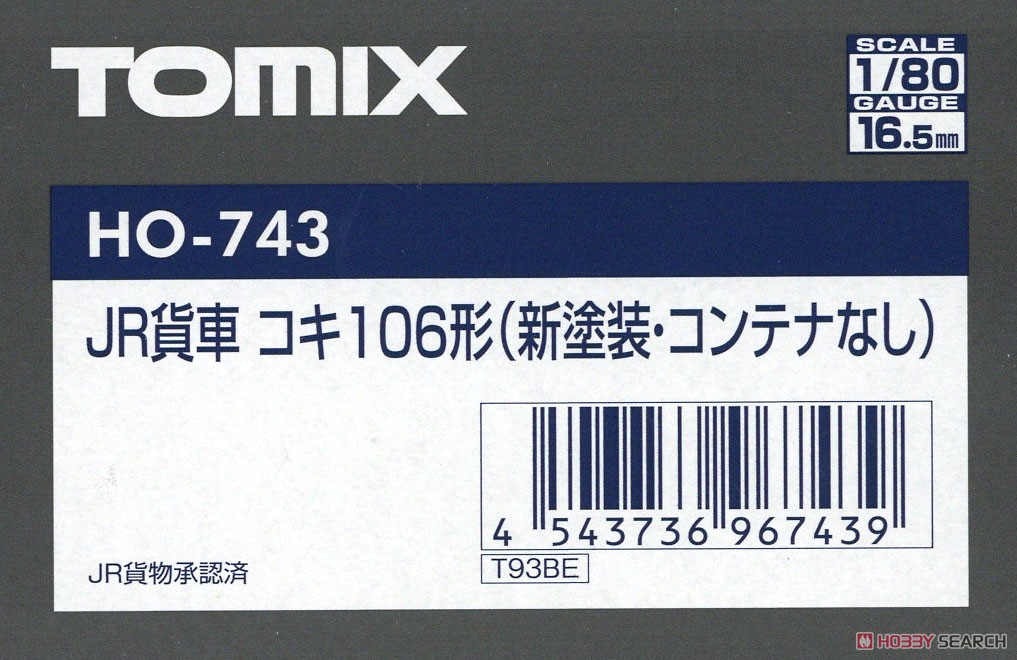 TOMIX
SCALE
1/80
GAUGE
16.5mm
HO-743
JR貨車 コキ106形(新塗装・コンテナなし)
4 543736 967439
T93BE
JR貨物承認済
HOBBY SEARCH